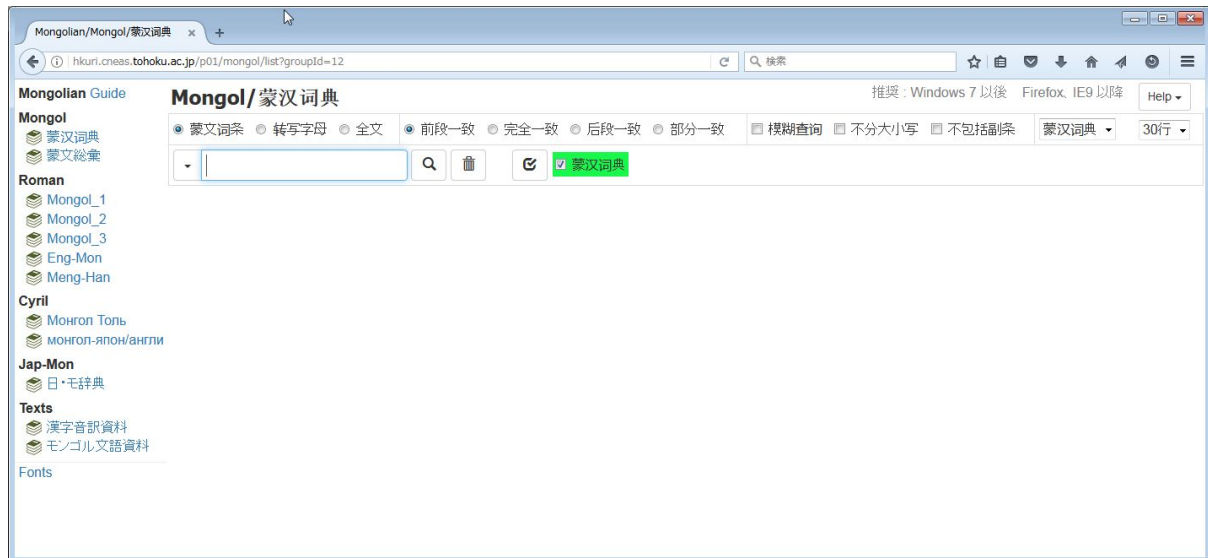 Mongolian/Mongol/蒙汉词典
hkuri.cneas.tohoku.ac.jp/p01/mongol/list?groupId=12
検索
Mongolian Guide
Mongol
蒙汉词典
蒙文総彙
Roman
Mongol_1
Mongol_2
Mongol_3
Eng-Mon
Meng-Han
Cyril
Монгол Толь
монгол-япон/англи
Jap-Mon
日・モ辞典
Texts
漢字音訳資料
モンゴル文語資料
Fonts
Mongol/蒙汉词典
推奨 : Windows 7 以後 Firefox, IE9 以降
Help
蒙文词条 转写字母 全文 前段一致 完全一致 后段一致 部分一致 模糊查询 不分大小写 不包括副条 蒙汉词典 30行
蒙汉词典